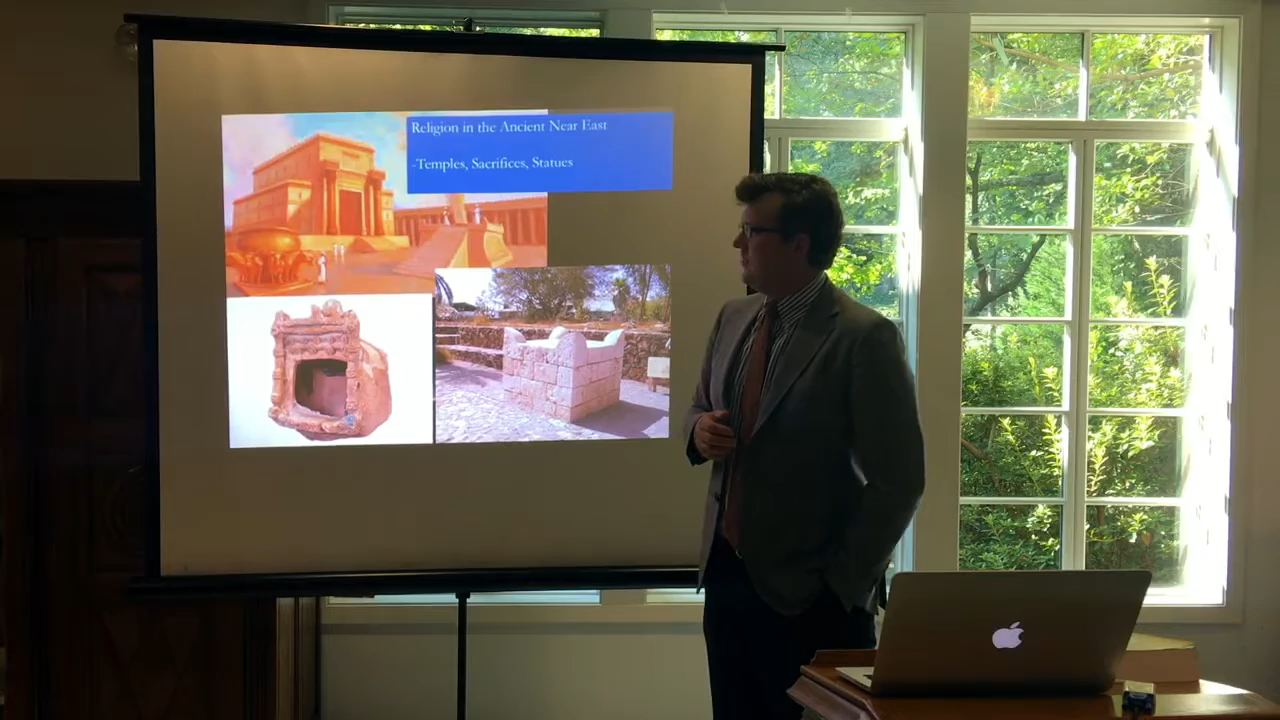 Religion in the Ancient Near East
-Temples, Sacrifices, Statues